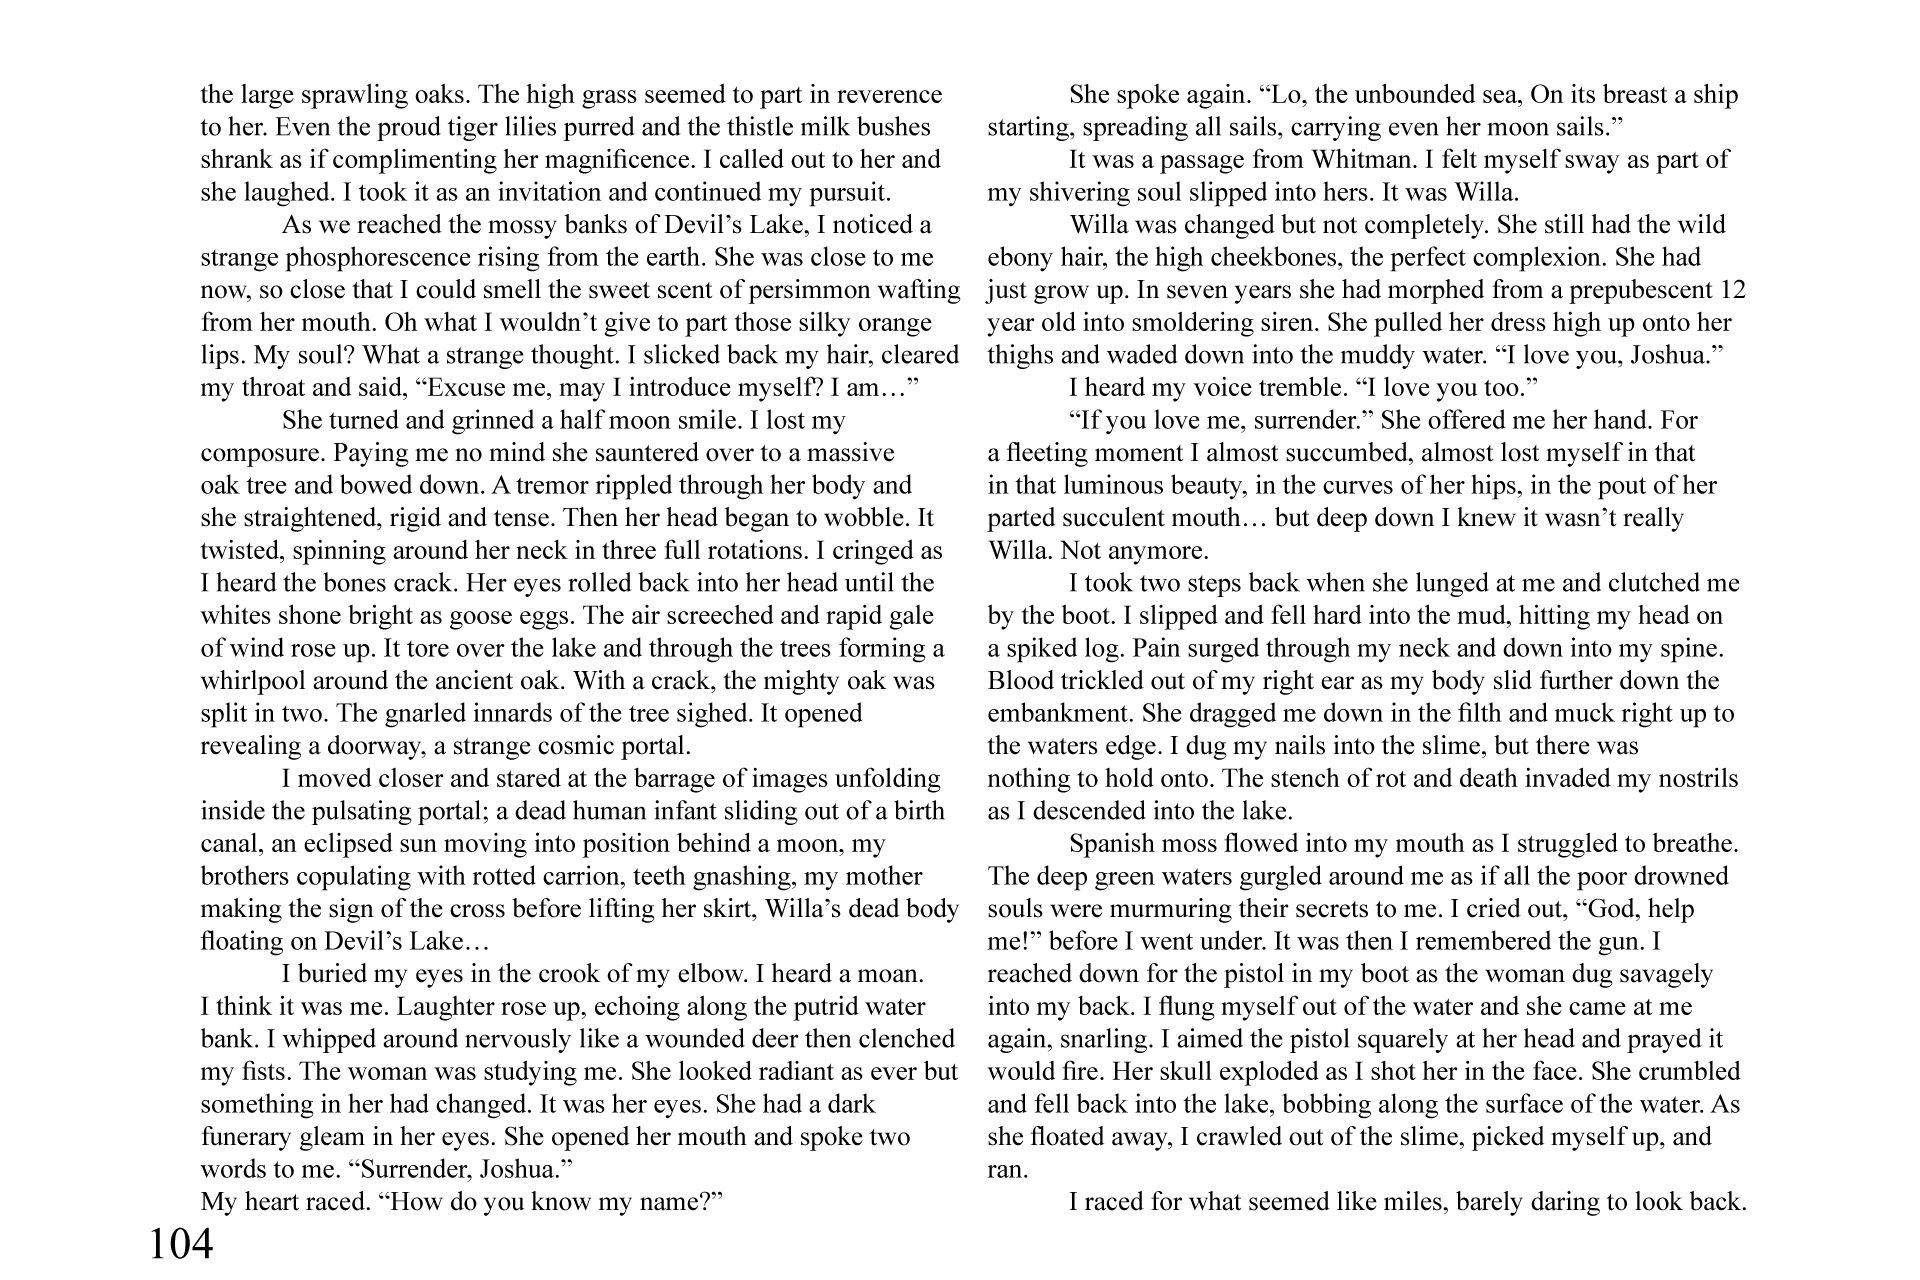 the large sprawling oaks. The high grass seemed to part in reverence
to her. Even the proud tiger lilies purred and the thistle milk bushes
shrank as if complimenting her magnificence. I called out to her and
she laughed. I took it as an invitation and continued my pursuit.
As we reached the mossy banks of Devil’s Lake, I noticed a
strange phosphorescence rising from the earth. She was close to me
now, so close that I could smell the sweet scent of persimmon wafting
from her mouth. Oh what I wouldn’t give to part those silky orange
lips. My soul? What a strange thought. I slicked back my hair, cleared
my throat and said, “Excuse me, may I introduce myself? I am…”
She turned and grinned a half moon smile. I lost my
composure. Paying me no mind she sauntered over to a massive
oak tree and bowed down. A tremor rippled through her body and
she straightened, rigid and tense. Then her head began to wobble. It
twisted, spinning around her neck in three full rotations. I cringed as
I heard the bones crack. Her eyes rolled back into her head until the
whites shone bright as goose eggs. The air screeched and rapid gale
of wind rose up. It tore over the lake and through the trees forming a
whirlpool around the ancient oak. With a crack, the mighty oak was
split in two. The gnarled innards of the tree sighed. It opened
revealing a doorway, a strange cosmic portal.
I moved closer and stared at the barrage of images unfolding
inside the pulsating portal; a dead human infant sliding out of a birth
canal, an eclipsed sun moving into position behind a moon, my
brothers copulating with rotted carrion, teeth gnashing, my mother
making the sign of the cross before lifting her skirt, Willa’s dead body
floating on Devil’s Lake…
I buried my eyes in the crook of my elbow. I heard a moan.
I think it was me. Laughter rose up, echoing along the putrid water
bank. I whipped around nervously like a wounded deer then clenched
my fists. The woman was studying me. She looked radiant as ever but
something in her had changed. It was her eyes. She had a dark
funerary gleam in her eyes. She opened her mouth and spoke two
words to me. “Surrender, Joshua.”
My heart raced. “How do you know my name?”
She spoke again. “Lo, the unbounded sea, On its breast a ship
starting, spreading all sails, carrying even her moon sails.”
It was a passage from Whitman. I felt myself sway as part of
my shivering soul slipped into hers. It was Willa.
Willa was changed but not completely. She still had the wild
ebony hair, the high cheekbones, the perfect complexion. She had
just grow up. In seven years she had morphed from a prepubescent 12
year old into smoldering siren. She pulled her dress high up onto her
thighs and waded down into the muddy water. “I love you, Joshua.”
I heard my voice tremble. “I love you too.”
“If you love me, surrender.” She offered me her hand. For
a fleeting moment I almost succumbed, almost lost myself in that
in that luminous beauty, in the curves of her hips, in the pout of her
parted succulent mouth… but deep down I knew it wasn’t really
Willa. Not anymore.
I took two steps back when she lunged at me and clutched me
by the boot. I slipped and fell hard into the mud, hitting my head on
a spiked log. Pain surged through my neck and down into my spine.
Blood trickled out of my right ear as my body slid further down the
embankment. She dragged me down in the filth and muck right up to
the waters edge. I dug my nails into the slime, but there was
nothing to hold onto. The stench of rot and death invaded my nostrils
as I descended into the lake.
Spanish moss flowed into my mouth as I struggled to breathe.
The deep green waters gurgled around me as if all the poor drowned
souls were murmuring their secrets to me. I cried out, “God, help
me!” before I went under. It was then I remembered the gun. I
reached down for the pistol in my boot as the woman dug savagely
into my back. I flung myself out of the water and she came at me
again, snarling. I aimed the pistol squarely at her head and prayed it
would fire. Her skull exploded as I shot her in the face. She crumbled
and fell back into the lake, bobbing along the surface of the water. As
she floated away, I crawled out of the slime, picked myself up, and
ran.
I raced for what seemed like miles, barely daring to look back.
104